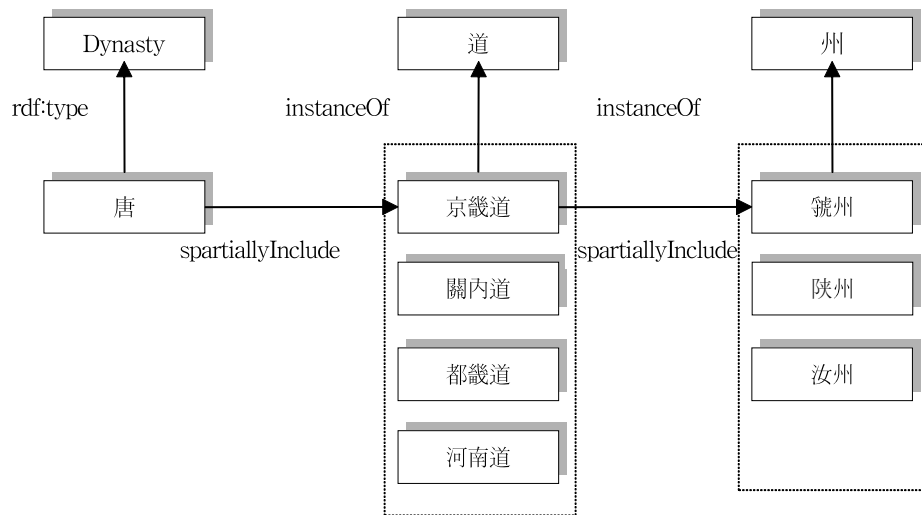 Dynasty
道
州
rdf:type
instanceOf
instanceOf
唐
京畿道
虢州
spartiallyInclude
spartiallyInclude
關內道
陕州
都畿道
汝州
河南道